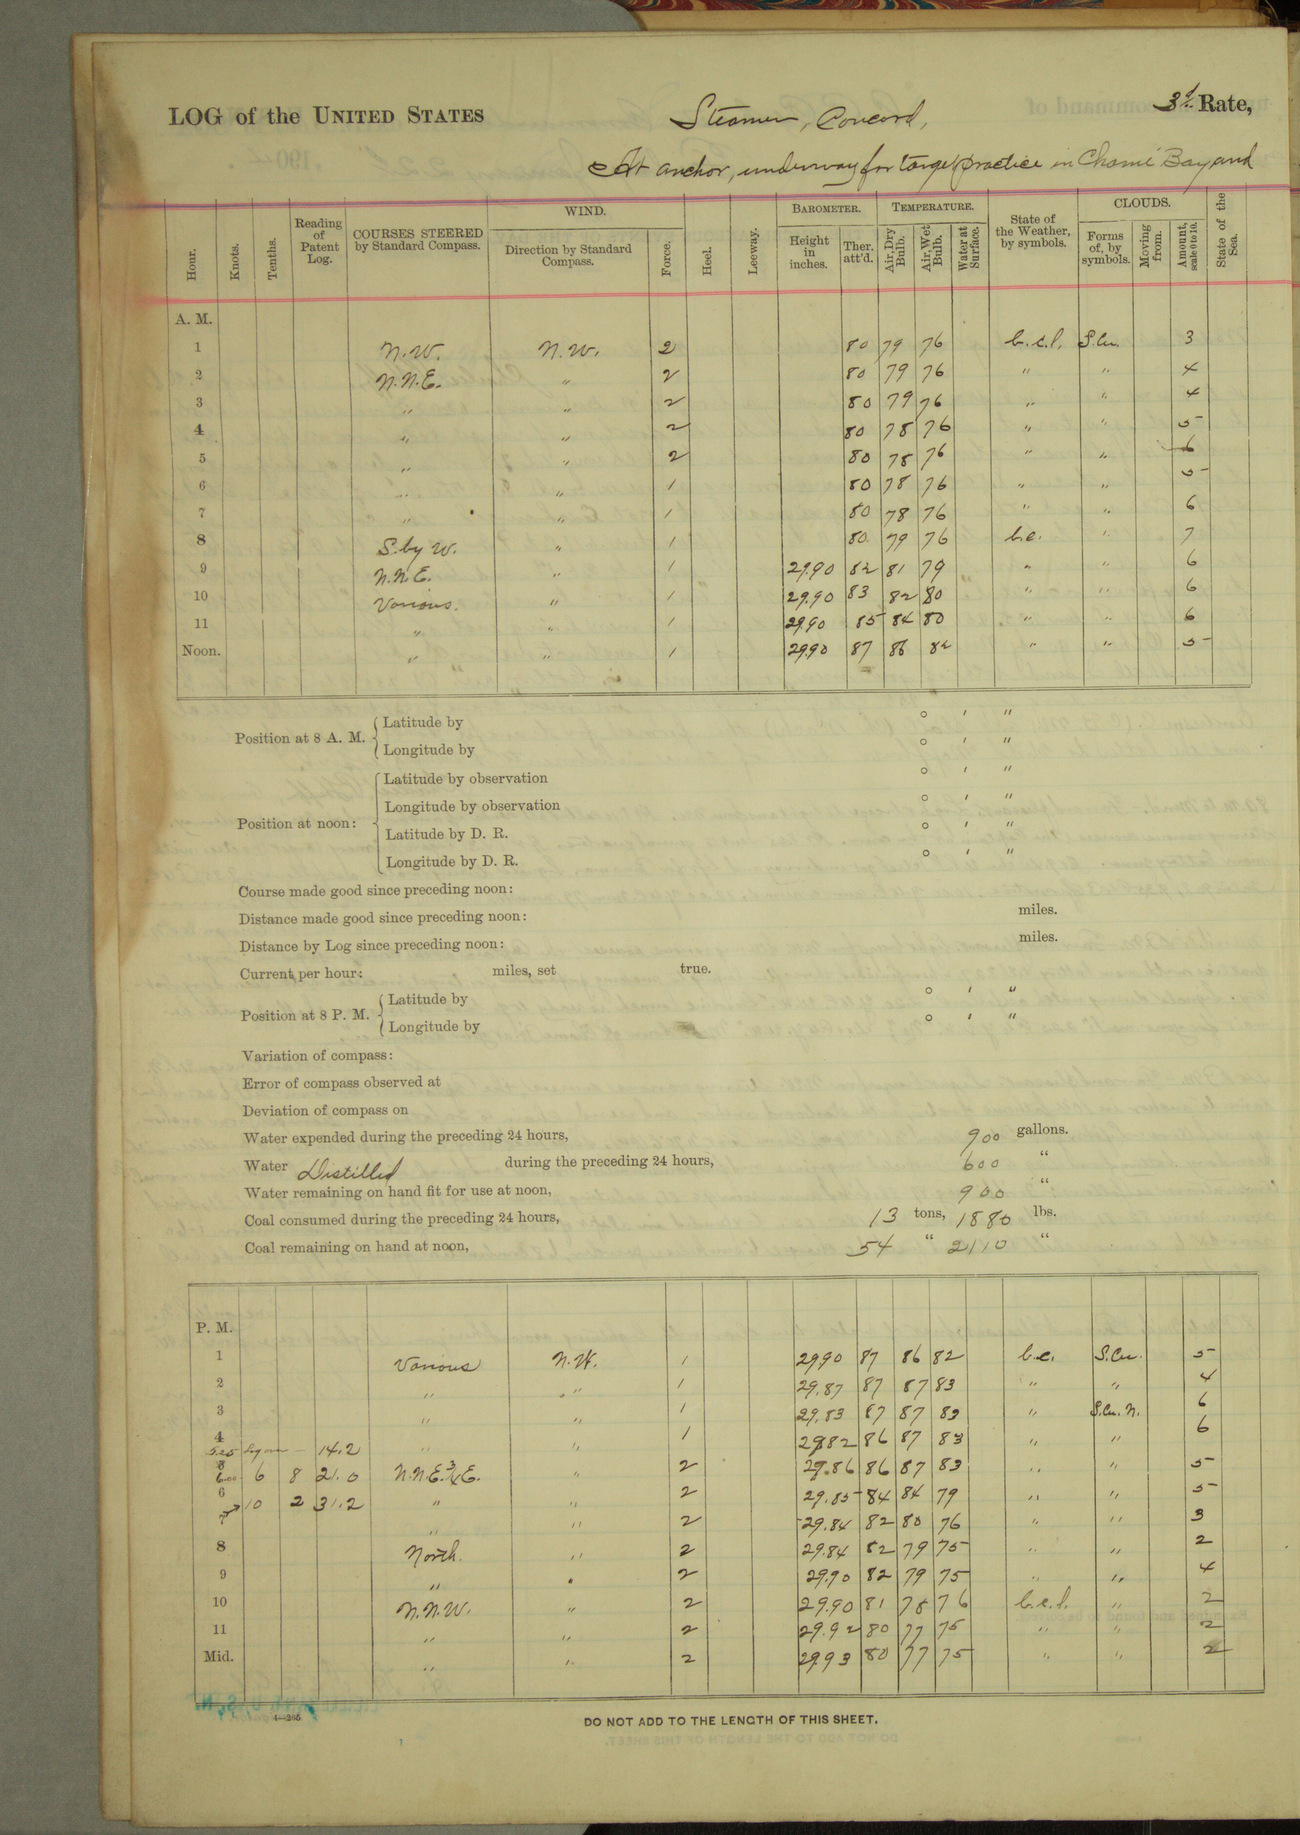 LOG of the UNITED STATES Steamer, Concord, 3d Rate,
At anchor, underway for target practice in Chamé Bay, and
Hour. Knots. Tenths. Reading of Patent Log. COURSES STEERED by Standard Compass. WIND. Direction by Standard Compass. Force. Heel. Leeway. BAROMETER. Height in inches. Ther. att'd. TEMPERATURE. Air, Dry Bulb. Air, Wet Bulb. Water at Surface. State of the Weather, by symbols. CLOUDS. Forms of, by symbols. Moving from. Amount, scale 0 to 10. State of the Sea.
A. M.
1 N.W. N.W. 2 80 79 76 b.c.l. S.Cu. 3
2 N.N.E. " 2 80 79 76 " " 4
3 " " 2 80 79 76 " " 4
4 " " 2 80 78 76 " " 5
5 " " 2 80 78 76 " " 6
6 " " 1 80 78 76 " " 5
7 " " 1 80 78 76 " " 6
8 S. by W. " 1 80 79 76 b.c. " 7
9 N.N.E. " 1 29.90 82 81 79 " " 6
10 Various. " 1 29.90 83 82 80 " " 6
11 " " 1 29.90 85 84 80 " " 6
Noon. " " 1 29.90 87 86 82 " " 5
Position at 8 A. M. Latitude by ° ' "
Longitude by ° ' "
Position at noon: Latitude by observation ° ' "
Longitude by observation ° ' "
Latitude by D. R. ° ' "
Longitude by D. R. ° ' "
Course made good since preceding noon:
Distance made good since preceding noon: miles.
Distance by Log since preceding noon: miles.
Current per hour: miles, set true.
Position at 8 P. M. Latitude by ° ' "
Longitude by ° ' "
Variation of compass:
Error of compass observed at
Deviation of compass on
Water expended during the preceding 24 hours, 900 gallons.
Water Distilled during the preceding 24 hours, 600 "
Water remaining on hand fit for use at noon, 900 "
Coal consumed during the preceding 24 hours, 13 tons, 1880 lbs.
Coal remaining on hand at noon, 54 " 2110 "
P. M.
1 Various N.W. 1 29.90 87 86 82 b.c. S.Cu. 5
2 " " 1 29.87 87 87 83 " " 4
3 " " 1 29.83 87 87 83 " S.Cu.N. 6
4 " " 1 29.82 86 87 83 " " 6
5.25 Log over — 14.2
5 6.00 6 8 21.0 N.N.E.¾E. " 2 29.86 86 87 83 " " 5
6 10 2 31.2 " " 2 29.85 84 84 79 " " 5
7 " " 2 29.84 82 80 76 " " 3
8 North. " 2 29.84 82 79 75 " " 2
9 " " 2 29.90 82 79 75 " " 4
10 N.N.W. " 2 29.90 81 78 76 b.c.l. " 2
11 " " 2 29.92 80 77 75 " " 2
Mid. " " 2 29.93 80 77 75 " " 2
4—265
DO NOT ADD TO THE LENGTH OF THIS SHEET.